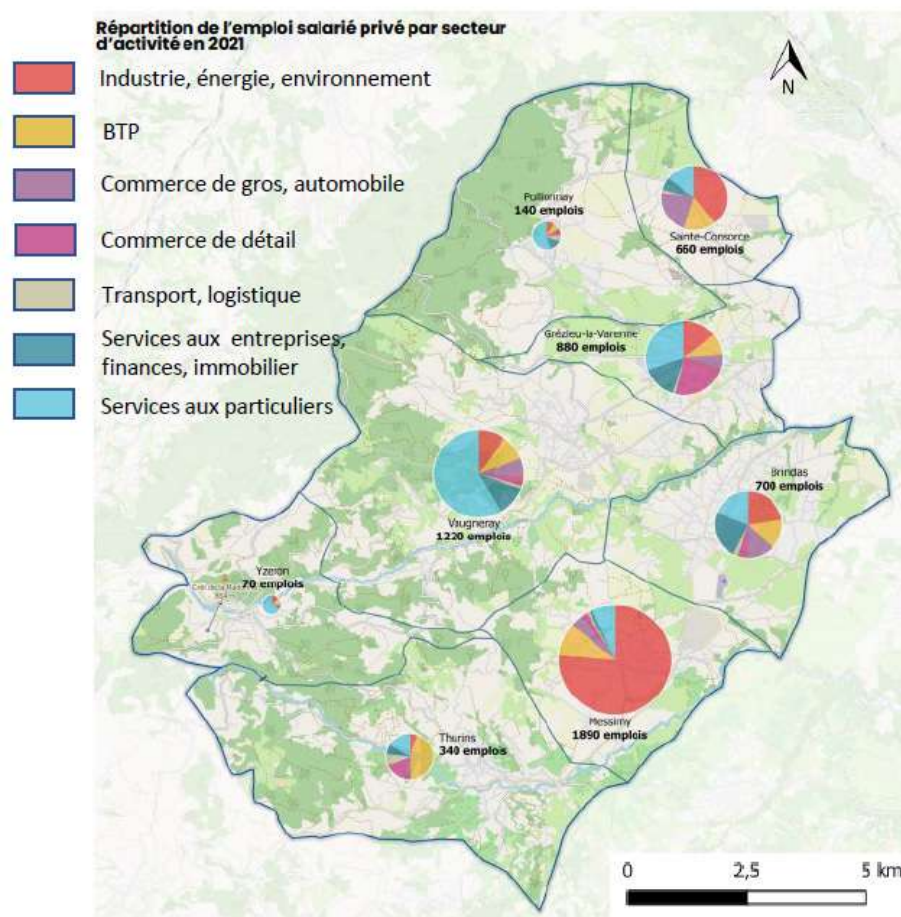 Répartition de l'emploi salarié privé par secteur
d'activité en 2021
Industrie, énergie, environnement
BTP
Commerce de gros, automobile
Commerce de détail
Transport, logistique
Services aux entreprises,
finances, immobilier
Services aux particuliers
N
Pollionnay
140 emplois
Sainte-Consorce
660 emplois
Grézieu-la-Varenne
880 emplois
Brindas
700 emplois
Vaugneray
1220 emplois
Yzeron
70 emplois
Messimy
1890 emplois
Thurins
340 emplois
0 2,5 5 km